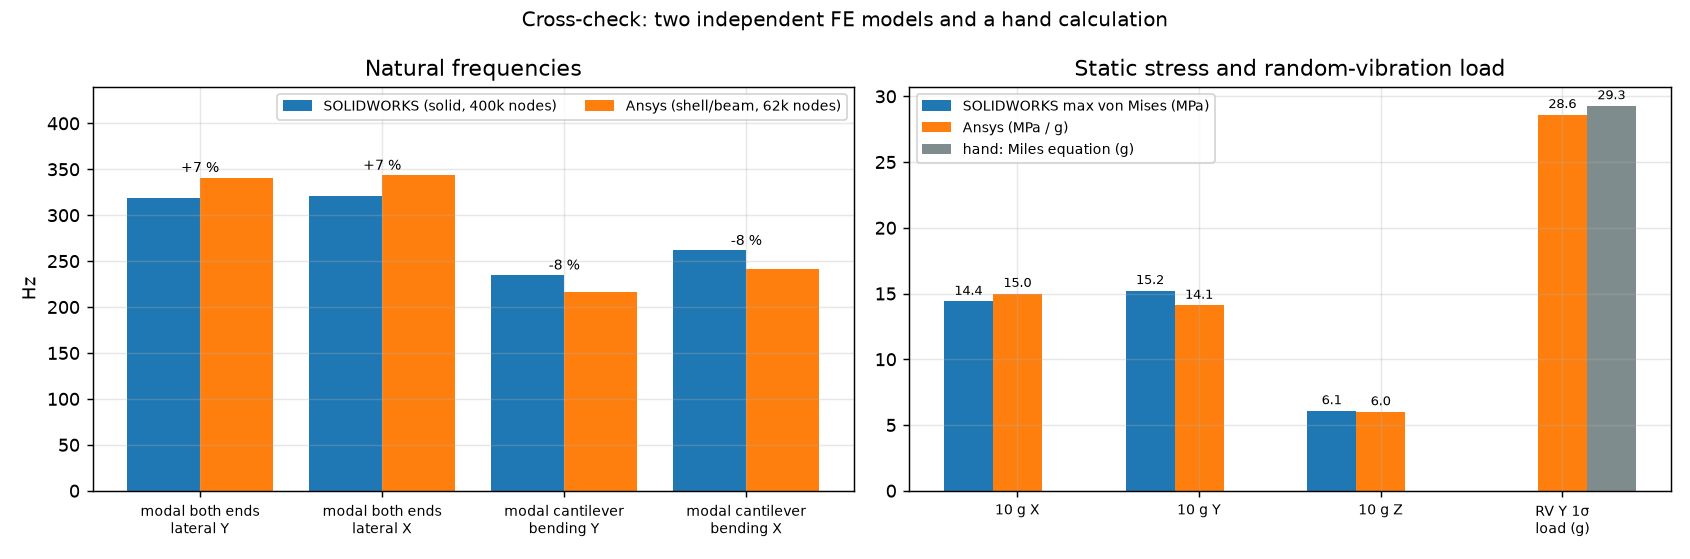 Cross-check: two independent FE models and a hand calculation
Natural frequencies
SOLIDWORKS (solid, 400k nodes)
Ansys (shell/beam, 62k nodes)
Hz
400
350
300
250
200
150
100
50
0
+7 %
+7 %
-8 %
-8 %
modal both ends
lateral Y
modal both ends
lateral X
modal cantilever
bending Y
modal cantilever
bending X
Static stress and random-vibration load
SOLIDWORKS max von Mises (MPa)
Ansys (MPa / g)
hand: Miles equation (g)
30
25
20
15
10
5
0
14.4
15.0
15.2
14.1
6.1
6.0
28.6
29.3
10 g X
10 g Y
10 g Z
RV Y 1σ
load (g)